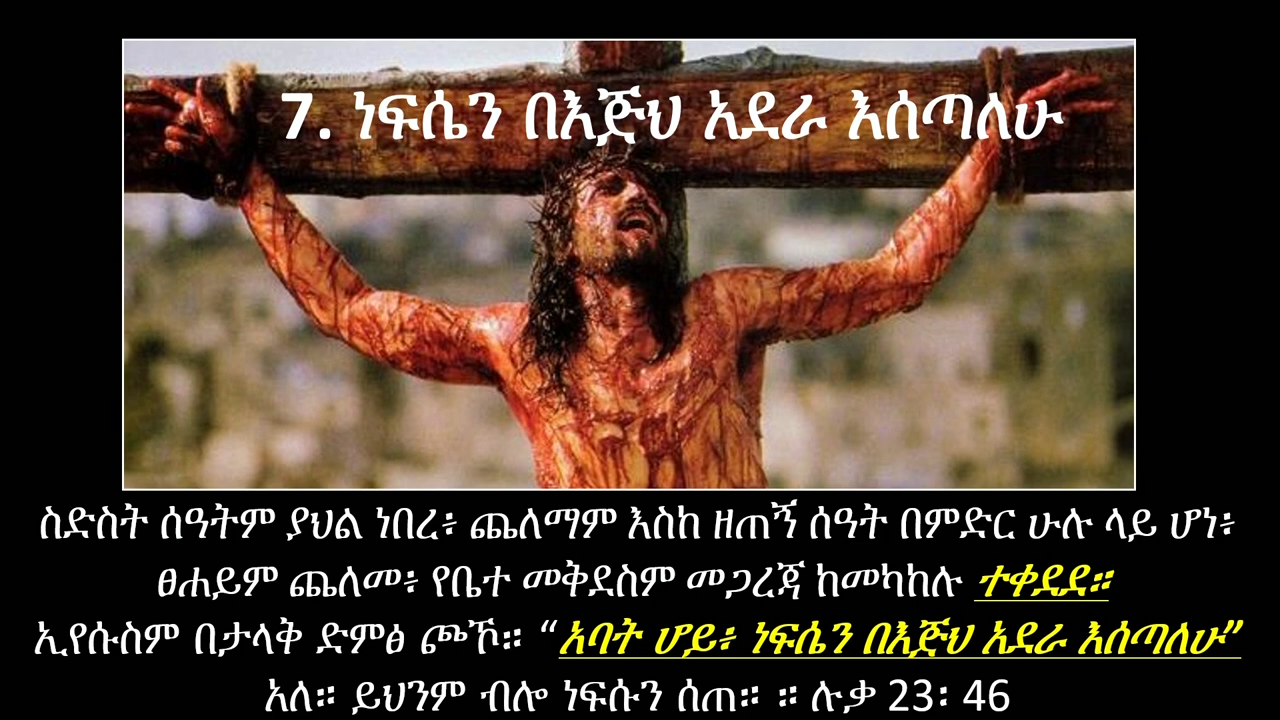 7. ነፍሴን በእጅህ አደራ እሰጣለሁ
ስድስት ሰዓትም ያህል ነበረ፥ ጨለማም እስከ ዘጠኝ ሰዓት በምድር ሁሉ ላይ ሆነ፥
ፀሐይም ጨለመ፥ የቤተ መቅደስም መጋረጃ ከመካከሉ ተቀደደ።
ኢየሱስም በታላቅ ድምፅ ጮኾ። “አባት ሆይ፥ ነፍሴን በእጅህ አደራ እሰጣለሁ”
አለ። ይህንም ብሎ ነፍሱን ሰጠ። ። ሉቃ 23፡ 46